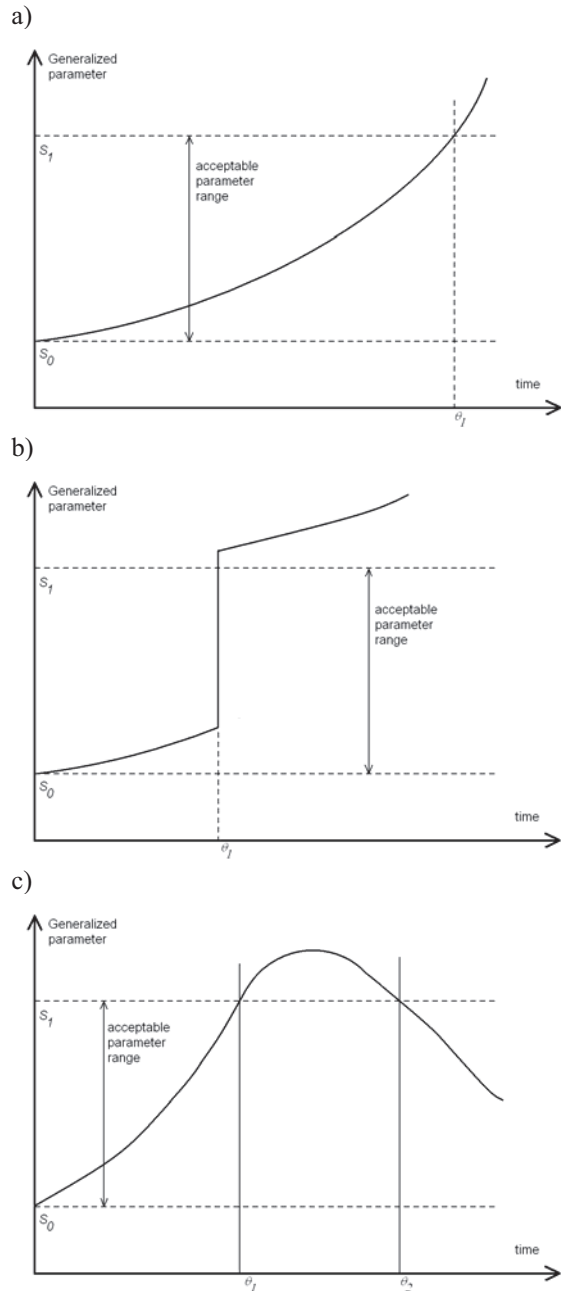 a)
Generalized
parameter
S1
acceptable
parameter
range
S0
time
θ1
b)
Generalized
parameter
S1
acceptable
parameter
range
S0
time
θ1
c)
Generalized
parameter
S1
acceptable
parameter
range
S0
time
θ1
θ2